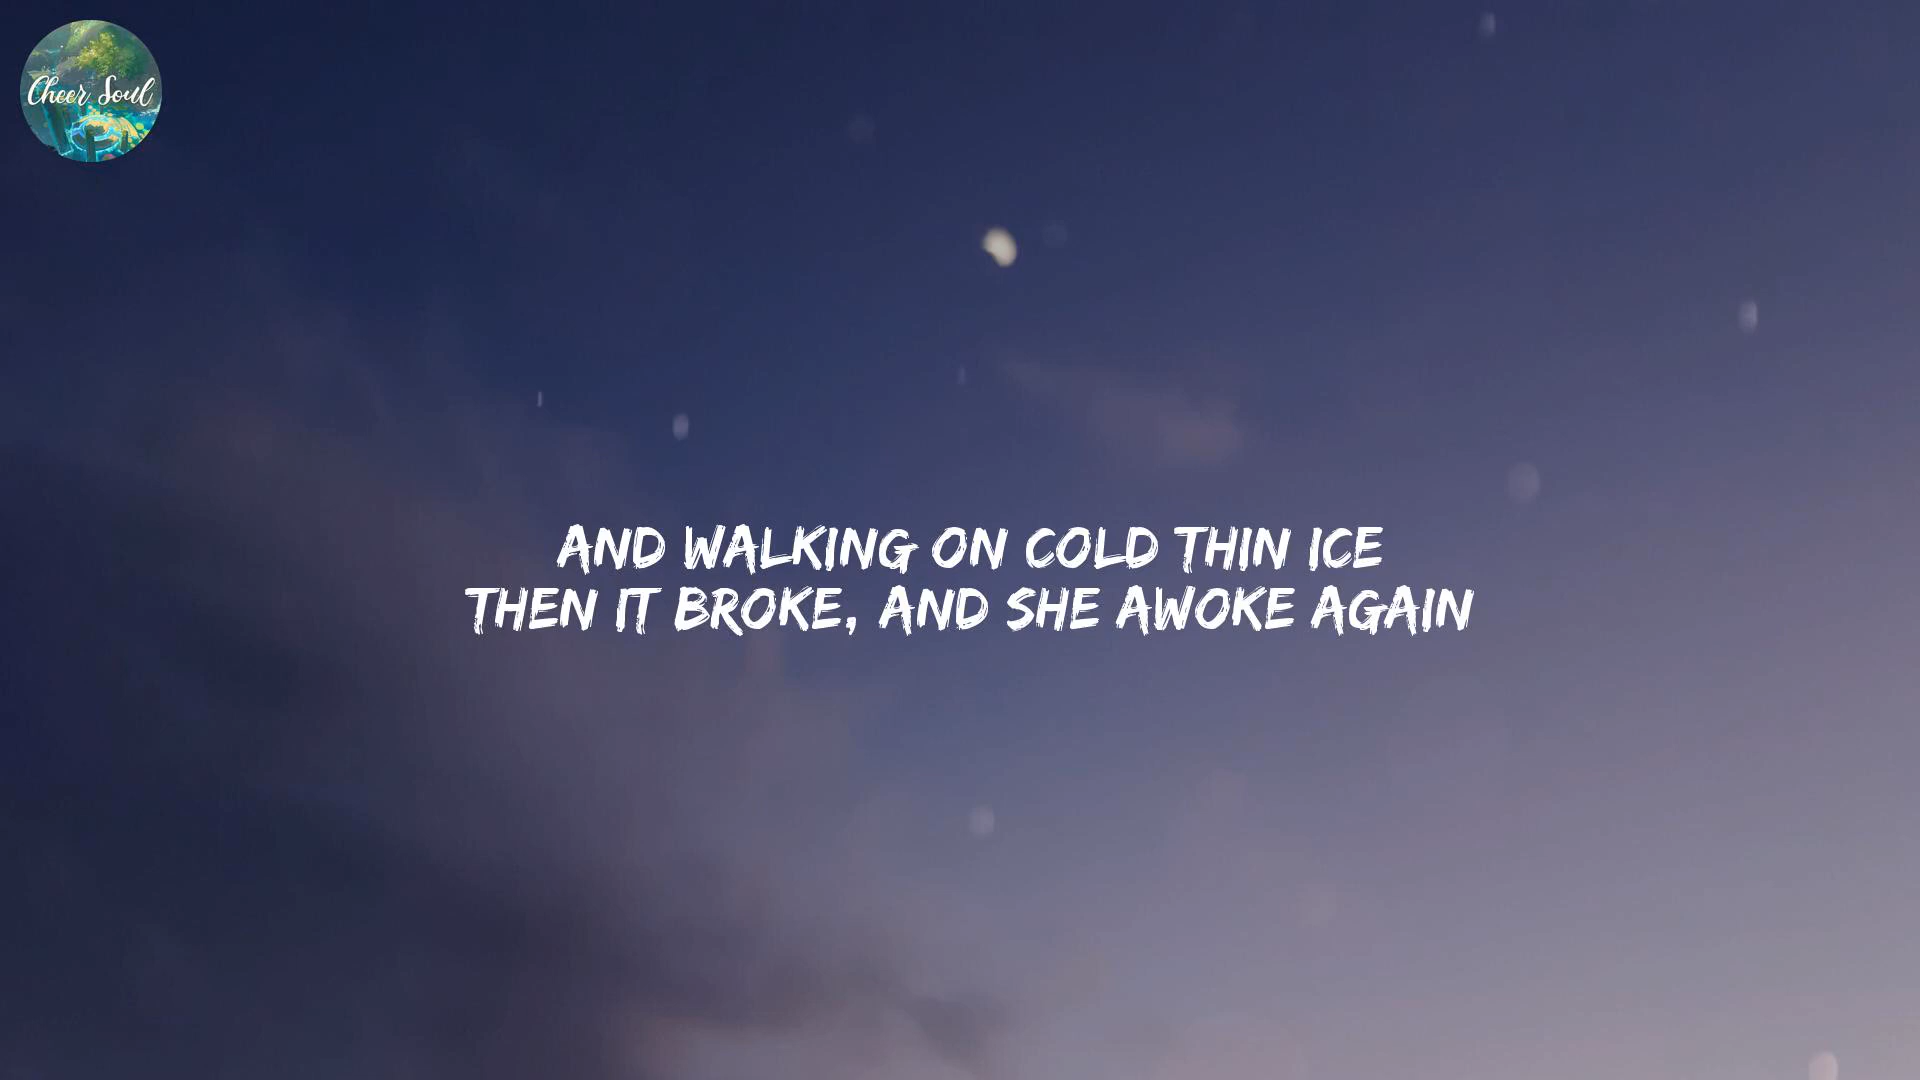 Cheer Soul
AND WALKING ON COLD THIN ICE
THEN IT BROKE, AND SHE AWOKE AGAIN